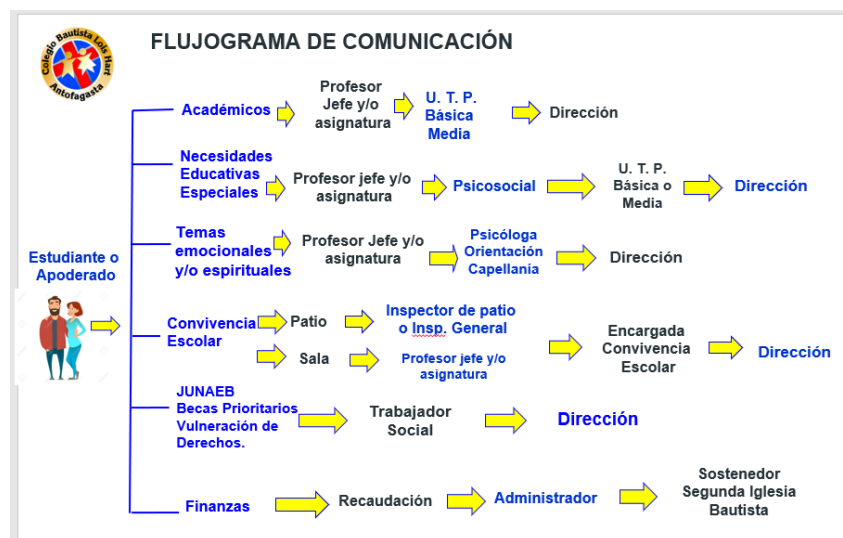 Colegio Bautista Lois Hart
Antofagasta
FLUJOGRAMA DE COMUNICACIÓN
Estudiante o
Apoderado
Académicos
Profesor
Jefe y/o
asignatura
U. T. P.
Básica
Media
Dirección
Necesidades
Educativas
Especiales
Profesor jefe y/o
asignatura
Psicosocial
U. T. P.
Básica o
Media
Dirección
Temas
emocionales
y/o espirituales
Profesor Jefe y/o
asignatura
Psicóloga
Orientación
Capellanía
Dirección
Convivencia
Escolar
Patio
Inspector de patio
o Insp. General
Sala
Profesor jefe y/o
asignatura
Encargada
Convivencia
Escolar
Dirección
JUNAEB
Becas Prioritarios
Vulneración de
Derechos.
Trabajador
Social
Dirección
Finanzas
Recaudación
Administrador
Sostenedor
Segunda Iglesia
Bautista